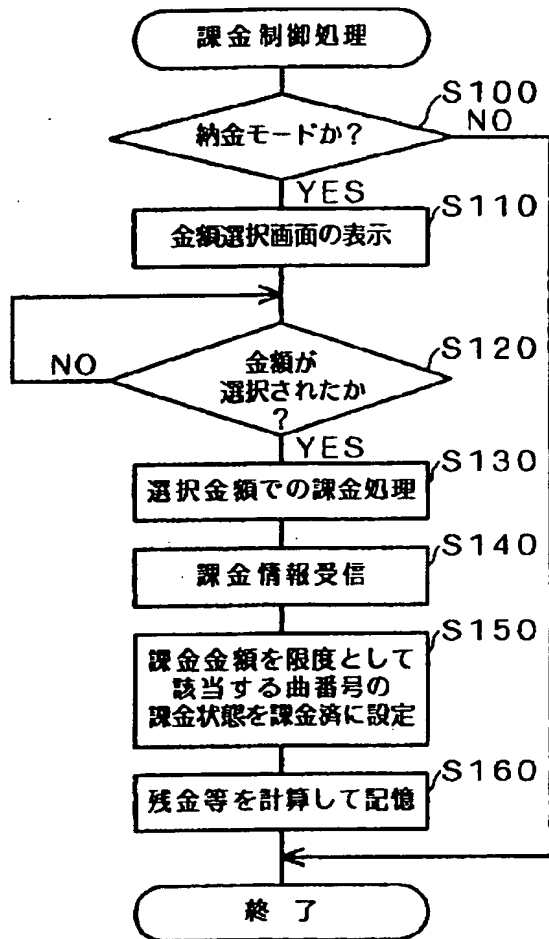 課金制御処理
S100
納金モードか?
NO
YES
S110
金額選択画面の表示
S120
金額が
選択されたか
?
NO
YES
S130
選択金額での課金処理
S140
課金情報受信
S150
課金金額を限度として
該当する曲番号の
課金状態を課金済に設定
S160
残金等を計算して記憶
終了